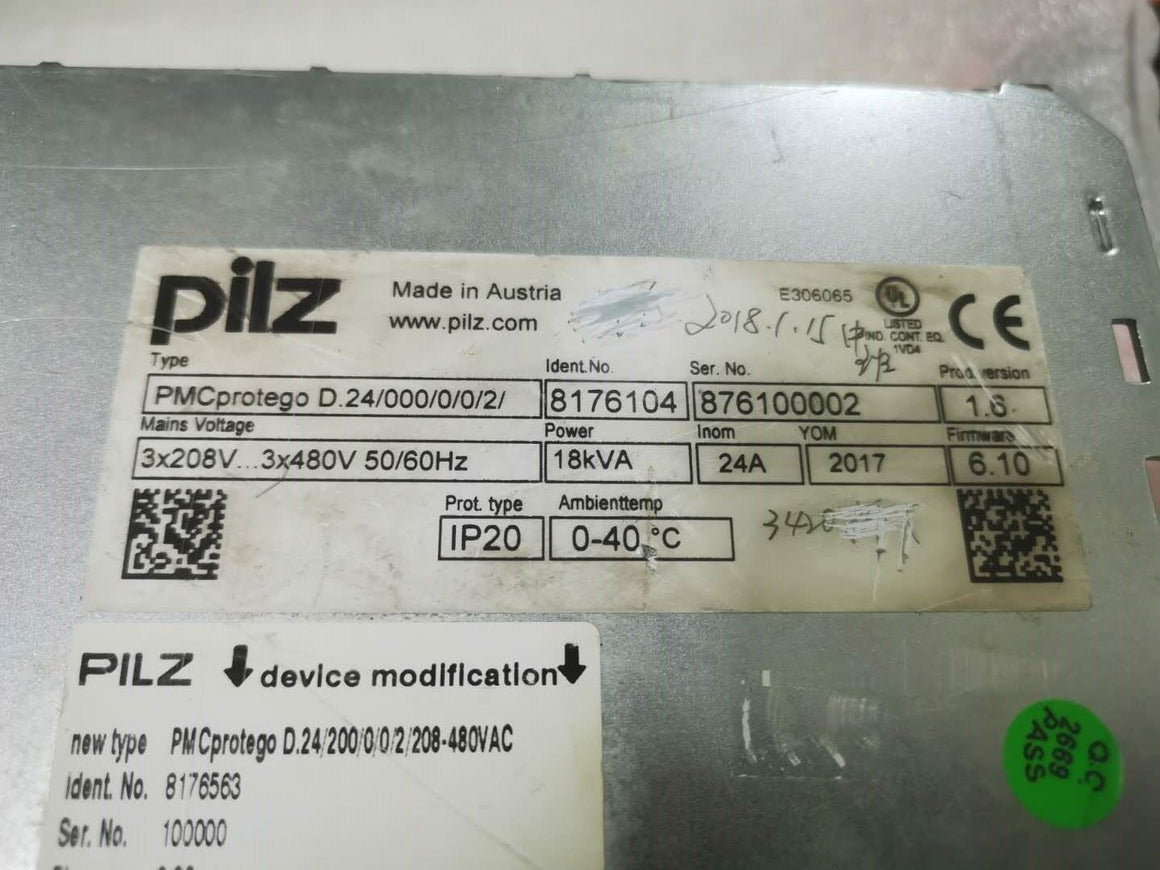 pilz
Made in Austria
www.pilz.com
2018.1.15
E306065
UL
LISTED
IND. CONT. EQ.
1VD4
CE
Type
Ident.No.
Ser. No.
Prod version
PMCprotego D.24/000/0/0/2/
8176104
876100002
1.6
Mains Voltage
Power
Inom
YOM
Firmware
3x208V...3x480V 50/60Hz
18kVA
24A
2017
6.10
Prot. type
Ambienttemp
IP20
0-40 °C
PILZ
device modification
new type PMCprotego D.24/200/0/0/2/208-480VAC
Ident. No. 8176563
Ser. No. 100000
Q.C
2669
PASS